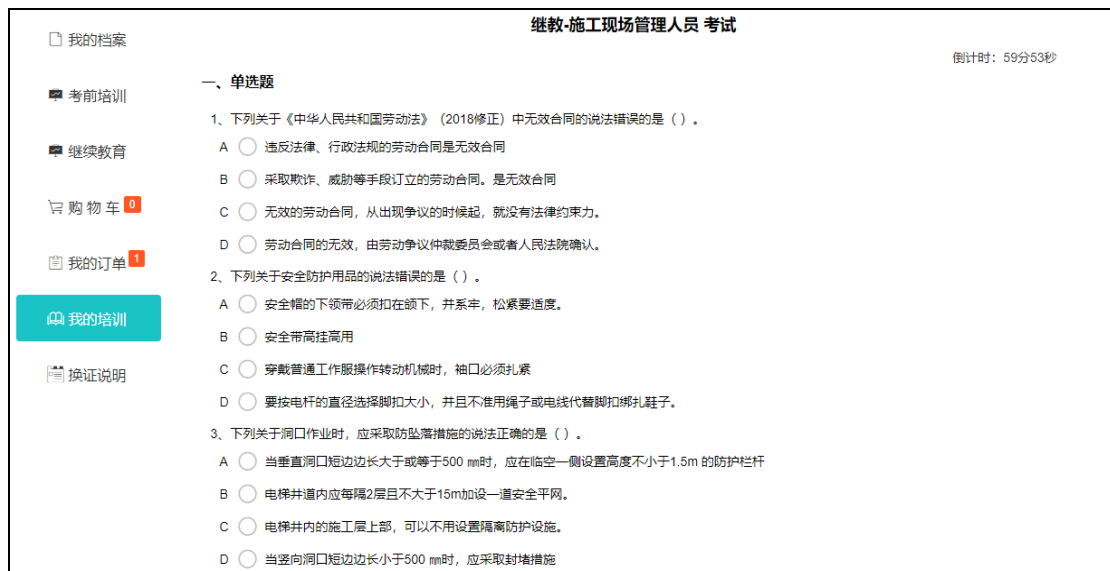 继教-施工现场管理人员 考试
倒计时：59分53秒
我的档案
考前培训
继续教育
购 物 车 0
我的订单 1
我的培训
换证说明
一、单选题
1、下列关于《中华人民共和国劳动法》（2018修正）中无效合同的说法错误的是（ ）。
A 违反法律、行政法规的劳动合同是无效合同
B 采取欺诈、威胁等手段订立的劳动合同。是无效合同
C 无效的劳动合同，从出现争议的时候起，就没有法律约束力。
D 劳动合同的无效，由劳动争议仲裁委员会或者人民法院确认。
2、下列关于安全防护用品的说法错误的是（ ）。
A 安全帽的下领带必须扣在颌下，并系牢，松紧要适度。
B 安全带高挂高用
C 穿戴普通工作服操作转动机械时，袖口必须扎紧
D 要按电杆的直径选择脚扣大小，并且不准用绳子或电线代替脚扣绑扎鞋子。
3、下列关于洞口作业时，应采取防坠落措施的说法正确的是（ ）。
A 当垂直洞口短边边长大于或等于500 ㎜时，应在临空一侧设置高度不小于1.5m 的防护栏杆
B 电梯井道内应每隔2层且不大于15m加设一道安全平网。
C 电梯井内的施工层上部，可以不用设置隔离防护设施。
D 当竖向洞口短边边长小于500 ㎜时，应采取封堵措施